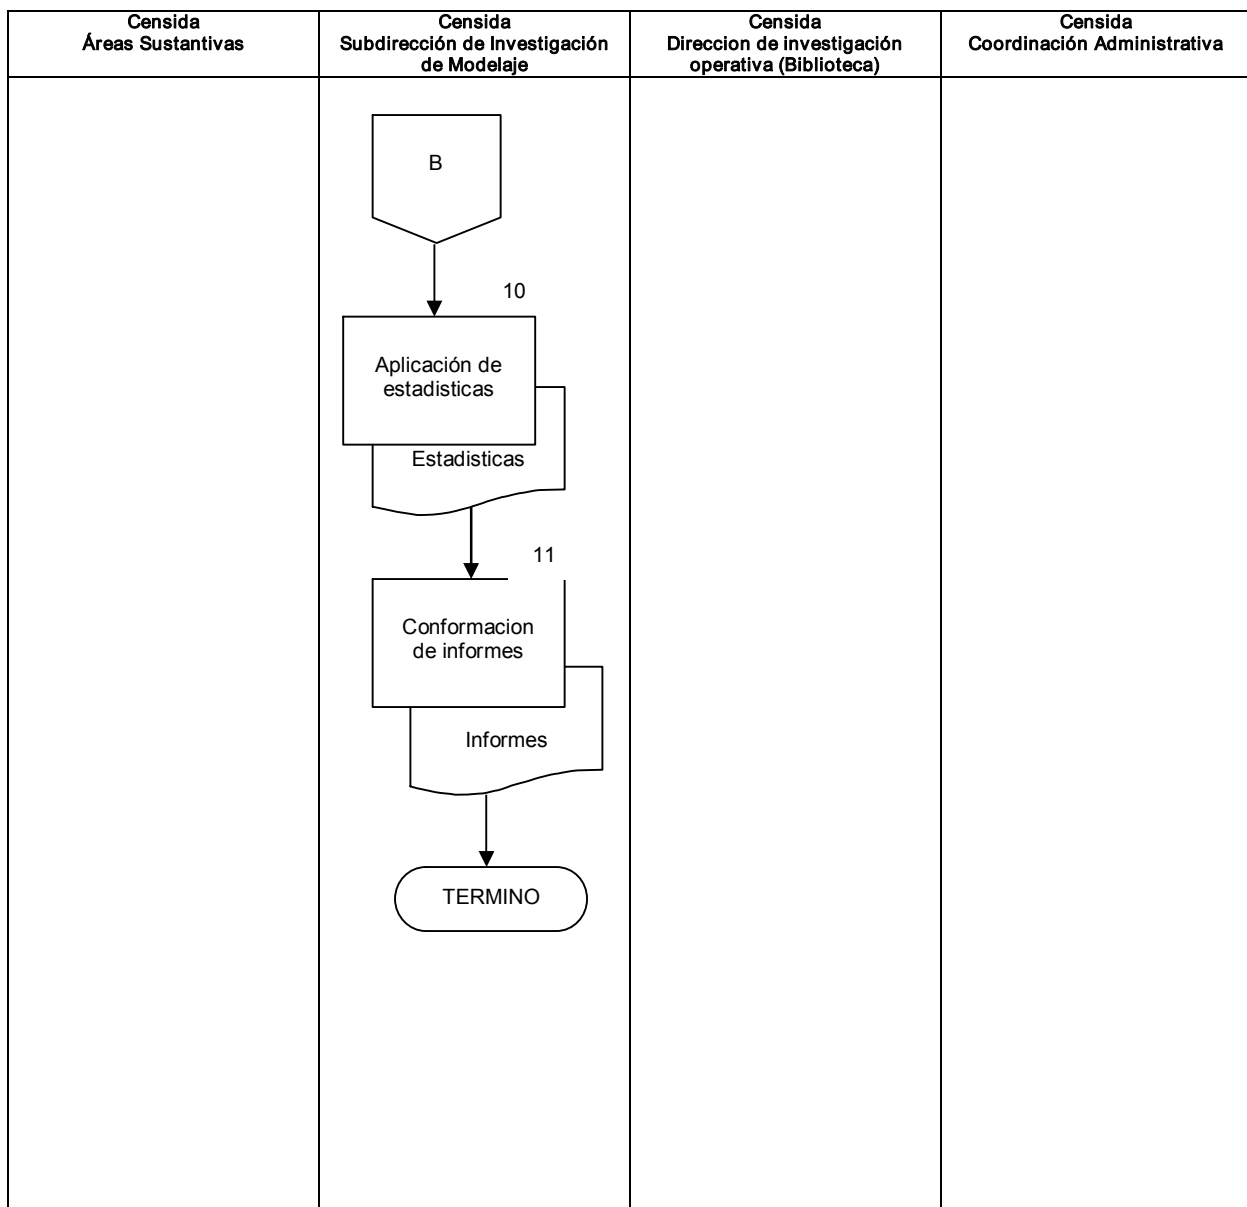 Censida
Áreas Sustantivas
Censida
Subdirección de Investigación
de Modelaje
Censida
Direccion de investigación
operativa (Biblioteca)
Censida
Coordinación Administrativa
B
10
Aplicación de
estadisticas
Estadisticas
11
Conformacion
de informes
Informes
TERMINO